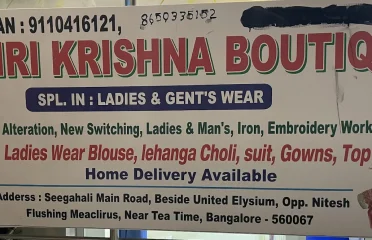 AN : 9110416121, 8659335152
IRI KRISHNA BOUTIQ
SPL. IN : LADIES & GENT'S WEAR
Alteration, New Switching, Ladies & Man's, Iron, Embroidery Work
Ladies Wear Blouse, lehanga Choli, suit, Gowns, Top
Home Delivery Available
Adderss : Seegahali Main Road, Beside United Elysium, Opp. Nitesh
Flushing Meaclirus, Near Tea Time, Bangalore - 560067